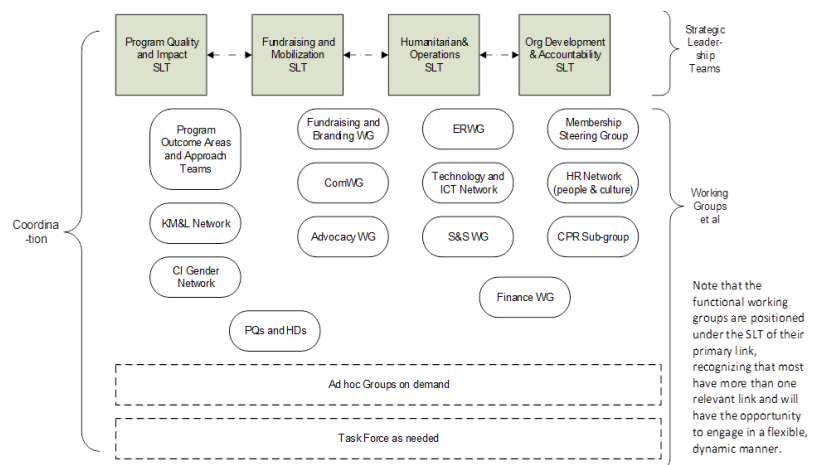 Program Quality
and Impact
SLT
Fundraising and
Mobilization
SLT
Humanitarian&
Operations
SLT
Org Development
& Accountability
SLT
Strategic
Leader-
ship
Teams
Program
Outcome Areas
and Approach
Teams
Fundraising and
Branding WG
ERWG
Membership
Steering Group
ComWG
Technology and
ICT Network
HR Network
(people & culture)
Working
Groups
et al
Coordina
-tion
KM&L Network
Advocacy WG
S&S WG
CPR Sub-group
CI Gender
Network
Finance WG
PQs and HDs
Ad hoc Groups on demand
Task Force as needed
Note that the
functional working
groups are positioned
under the SLT of their
primary link,
recognizing that most
have more than one
relevant link and will
have the opportunity
to engage in a flexible,
dynamic manner.